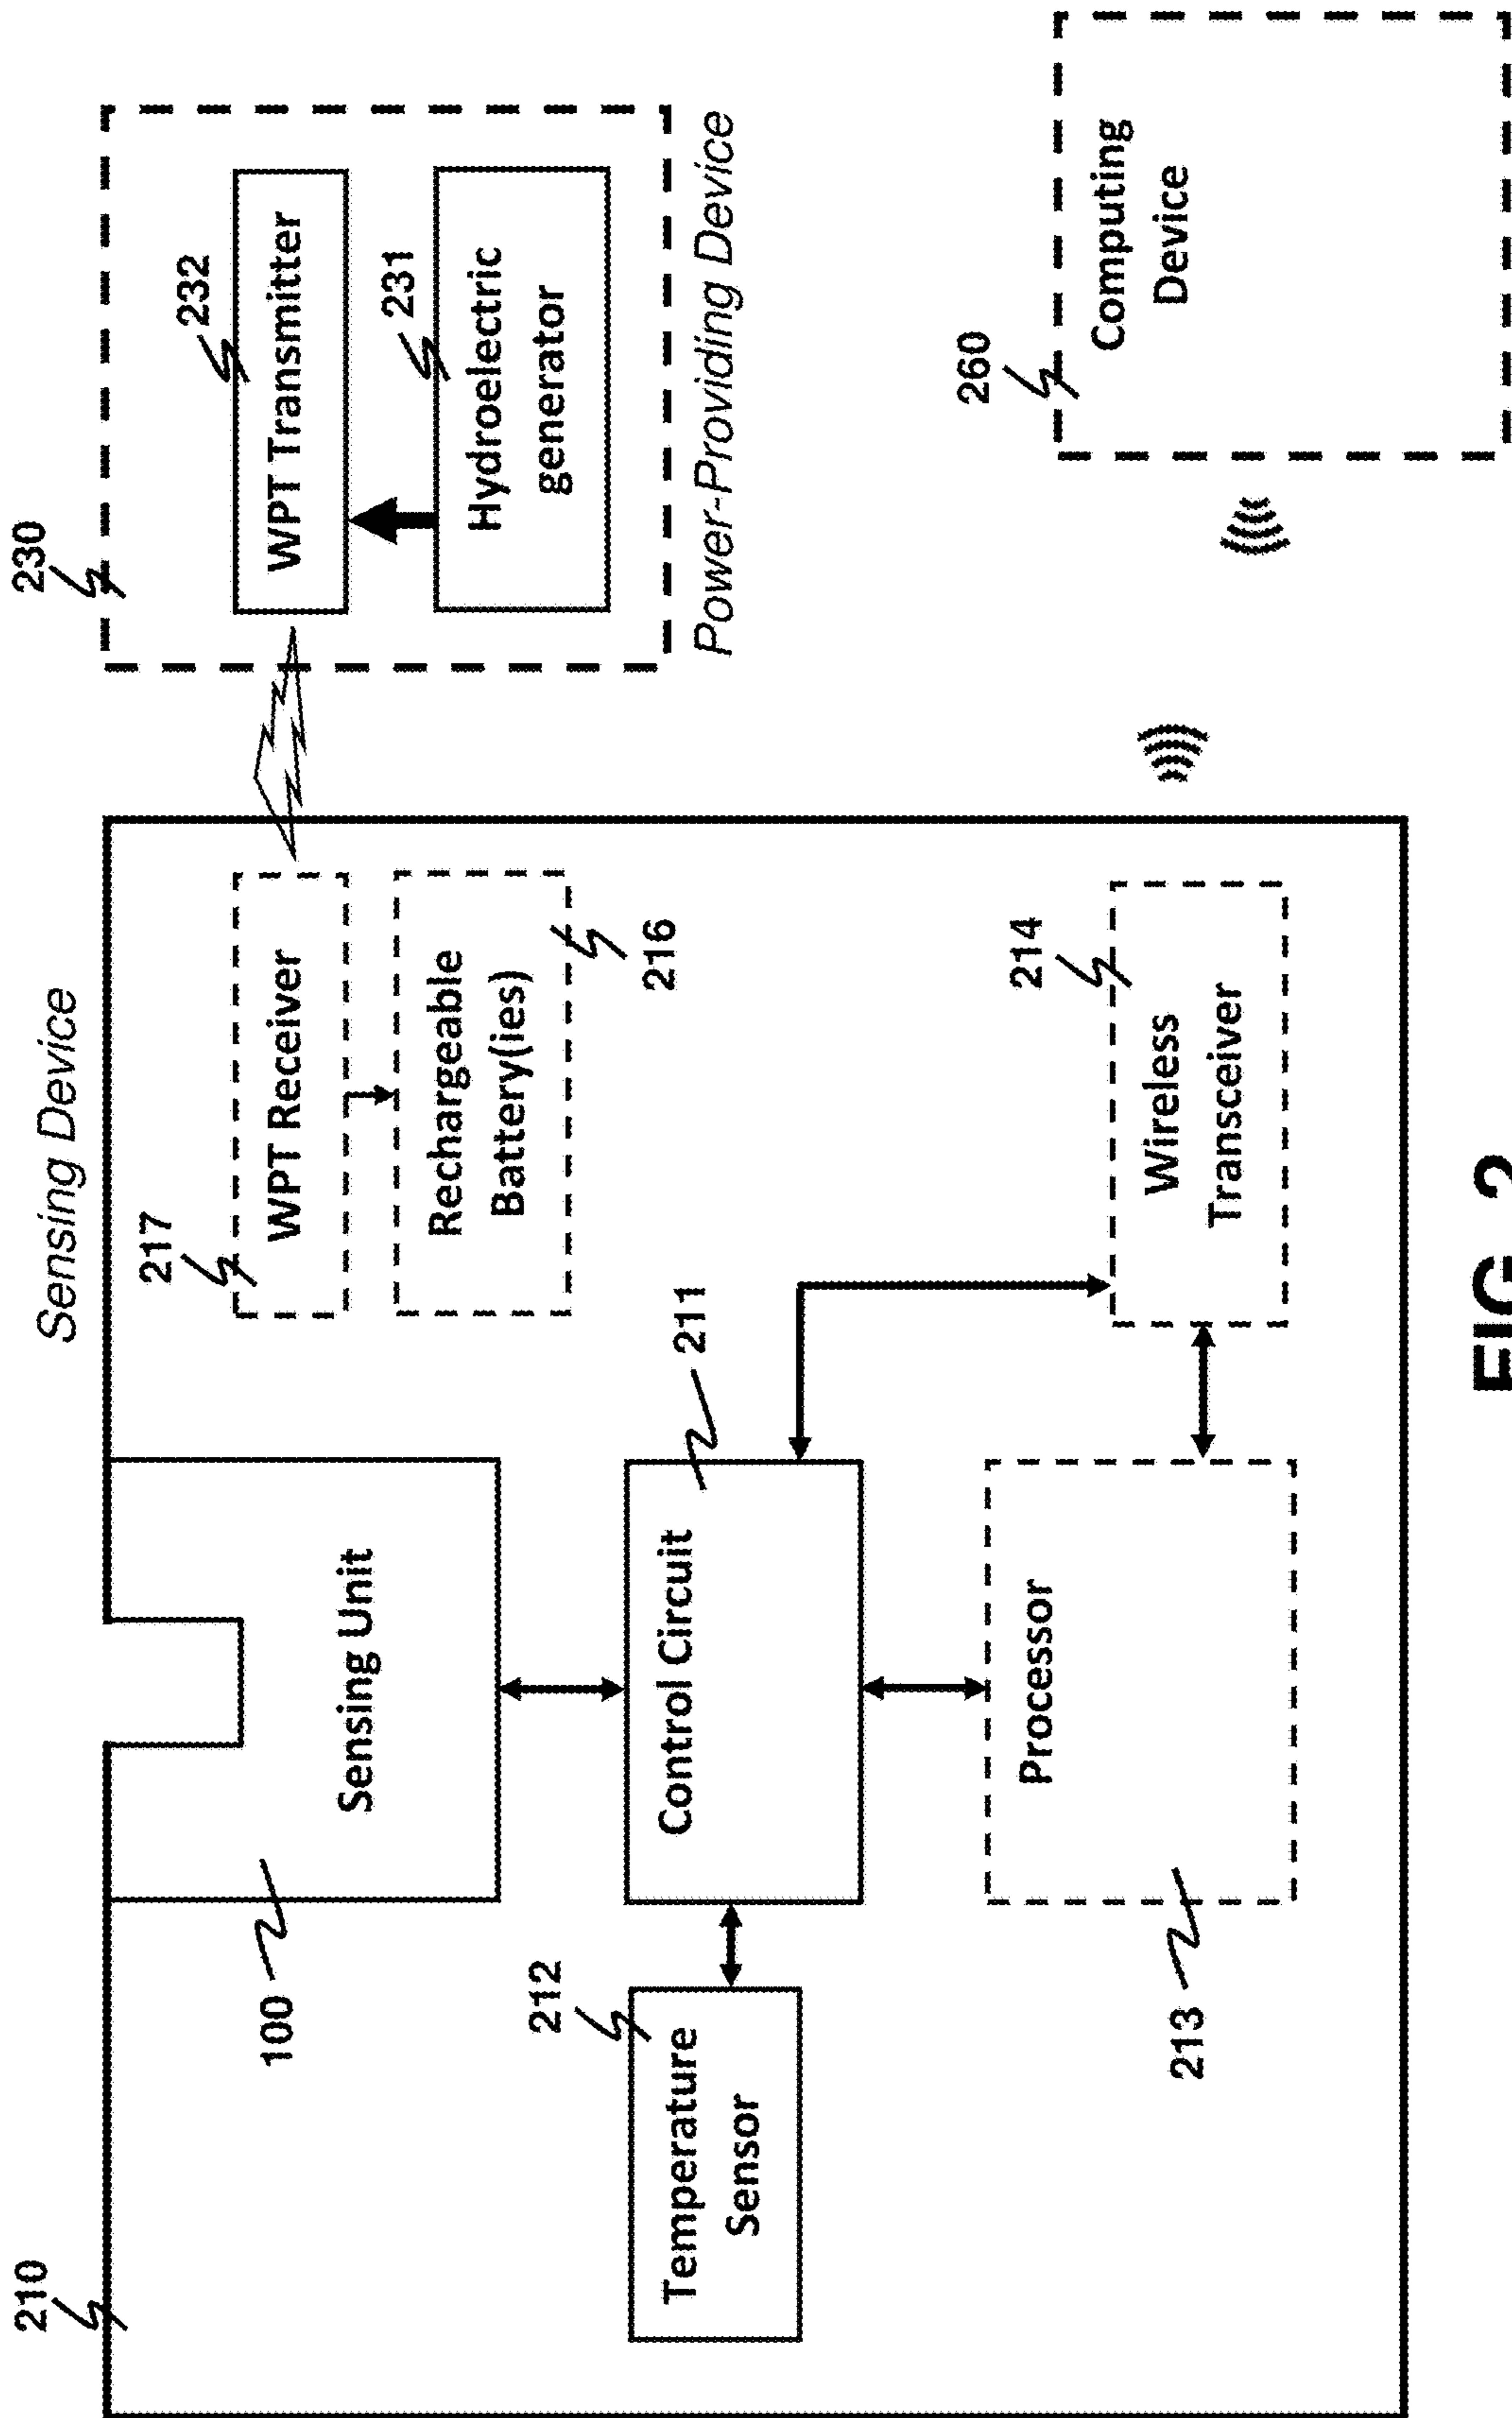 210
Sensing Device
230
100
Sensing Unit
217
WPT Receiver
232
WPT Transmitter
Rechargeable
Battery(ies)
216
231
Hydroelectric
generator
Power-Providing Device
212
Temperature
Sensor
211
Control Circuit
213
Processor
214
Wireless
Transceiver
260
Computing
Device
FIG. 2